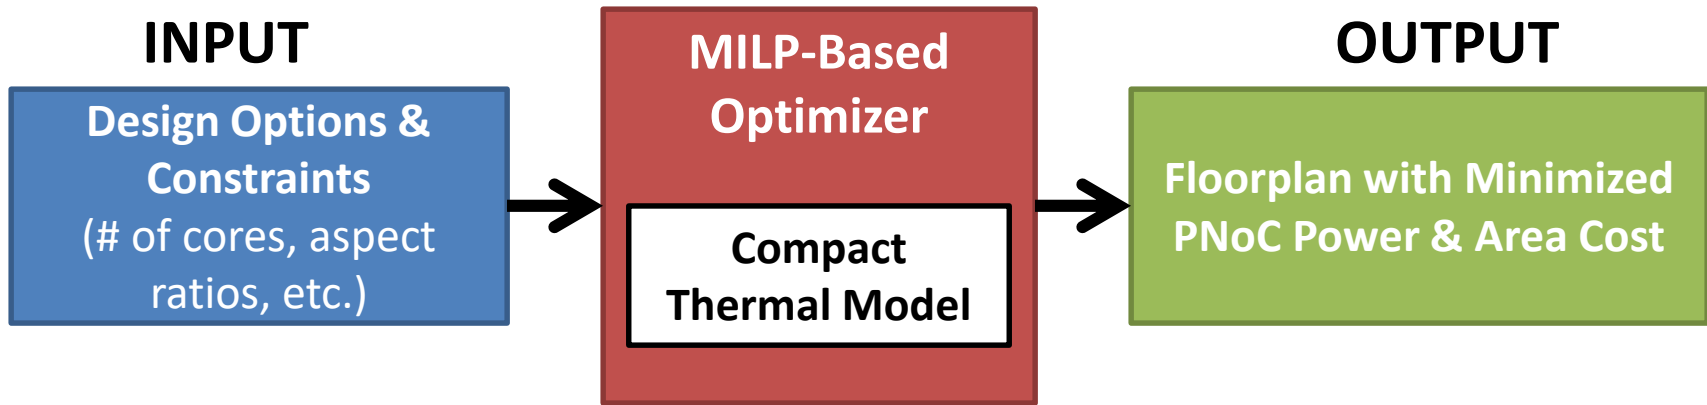 INPUT
Design Options &
Constraints
(# of cores, aspect
ratios, etc.)
MILP-Based
Optimizer
Compact
Thermal Model
OUTPUT
Floorplan with Minimized
PNoC Power & Area Cost